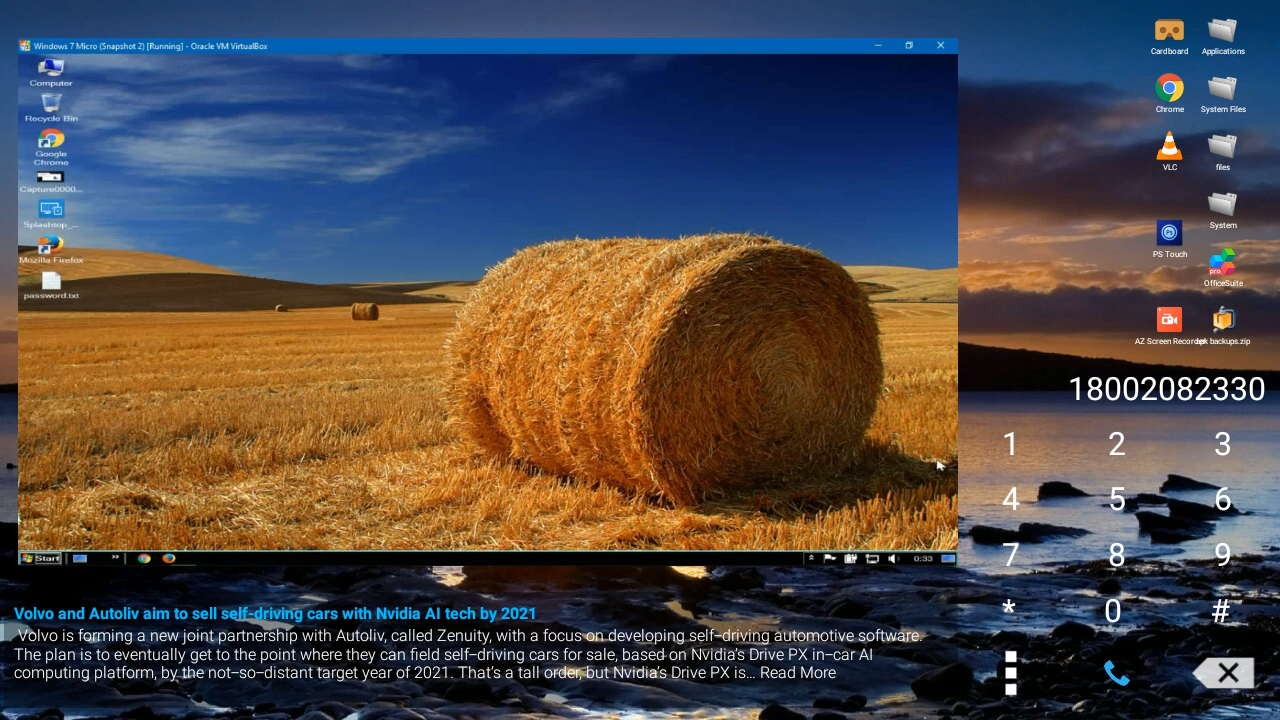 Windows 7 Micro (Snapshot 2) [Running] - Oracle VM VirtualBox
Computer
Recycle Bin
Google
Chrome
Capture0000...
Splashtop_...
Mozilla Firefox
password.txt
Start
0:33
Cardboard
Applications
Chrome
System Files
VLC
files
System
PS Touch
pro
OfficeSuite
AZ Screen Recorder
backups.zip
18002082330
1 2 3
4 5 6
7 8 9
* 0 #
Volvo and Autoliv aim to sell self-driving cars with Nvidia AI tech by 2021
Volvo is forming a new joint partnership with Autoliv, called Zenuity, with a focus on developing self-driving automotive software.
The plan is to eventually get to the point where they can field self-driving cars for sale, based on Nvidia's Drive PX in-car AI
computing platform, by the not-so-distant target year of 2021. That's a tall order, but Nvidia's Drive PX is... Read More